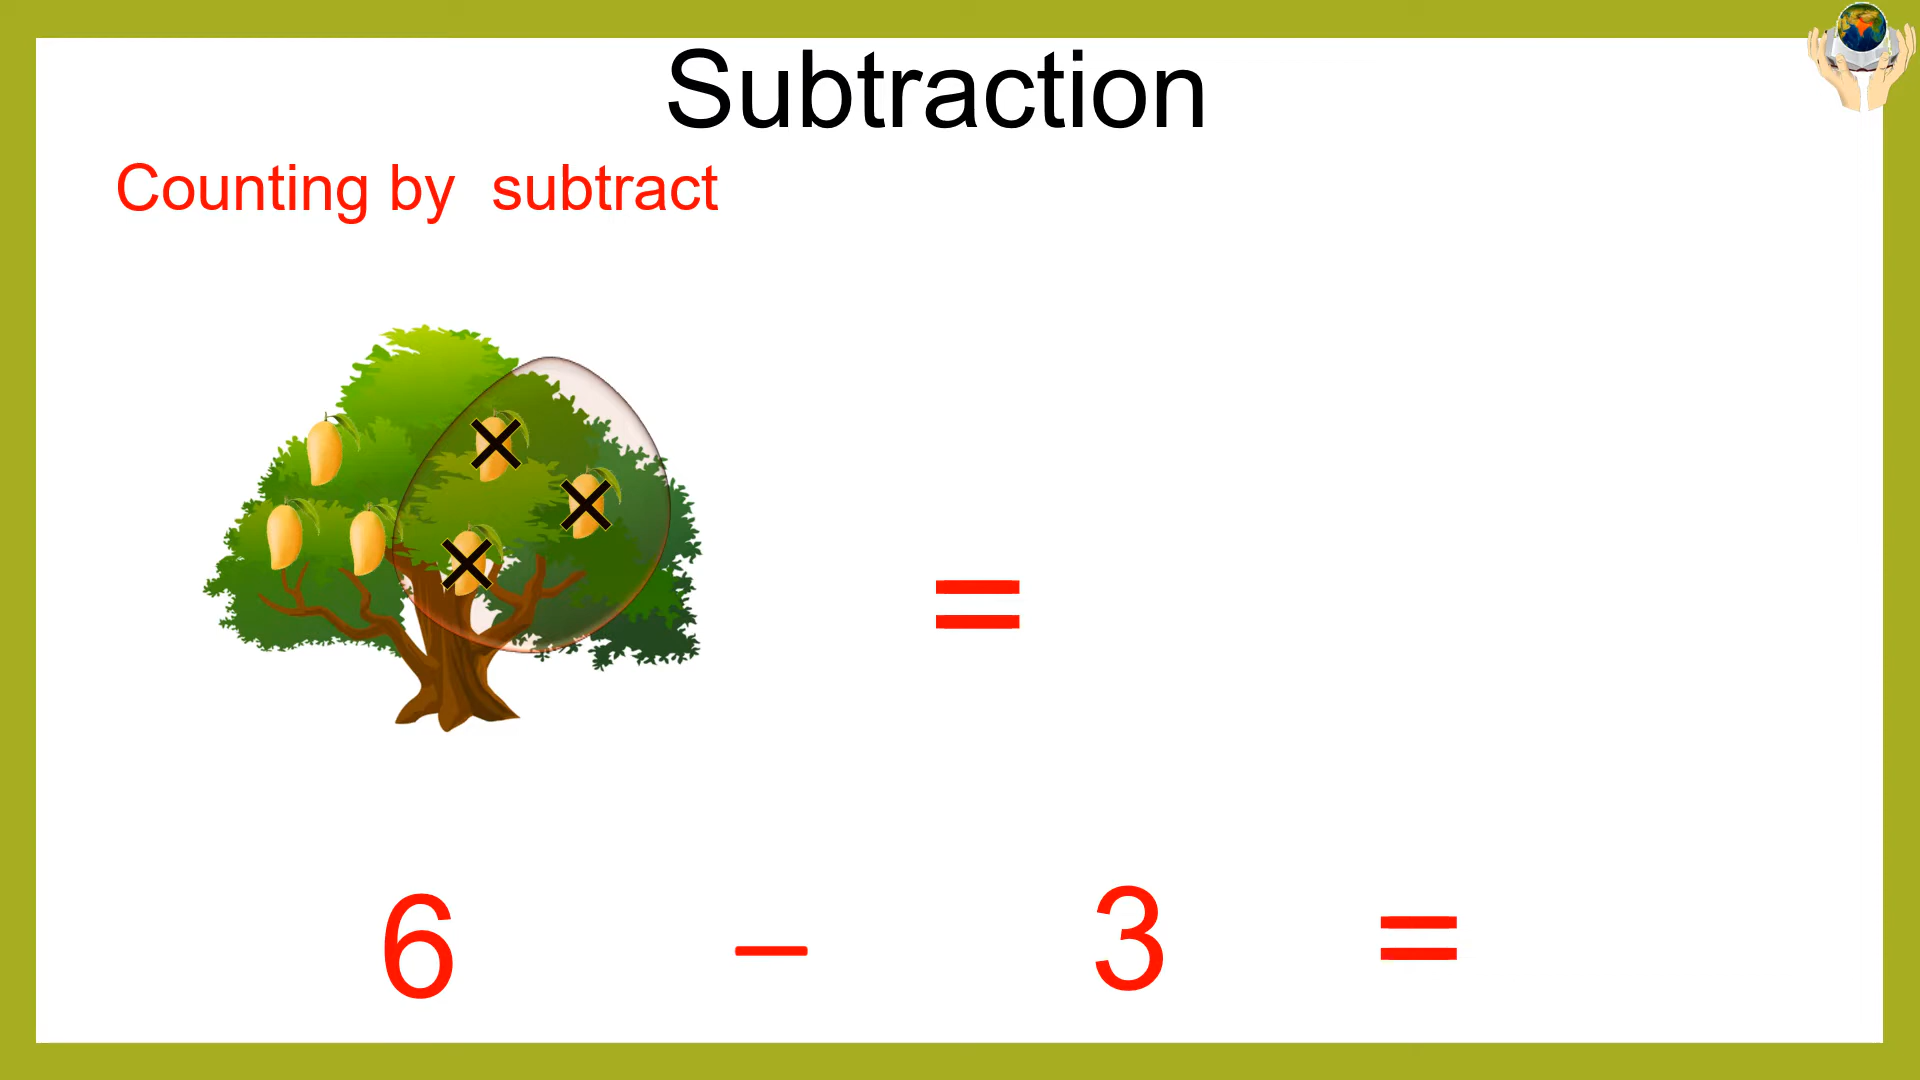 Subtraction
Counting by  subtract
=
6 – 3 =